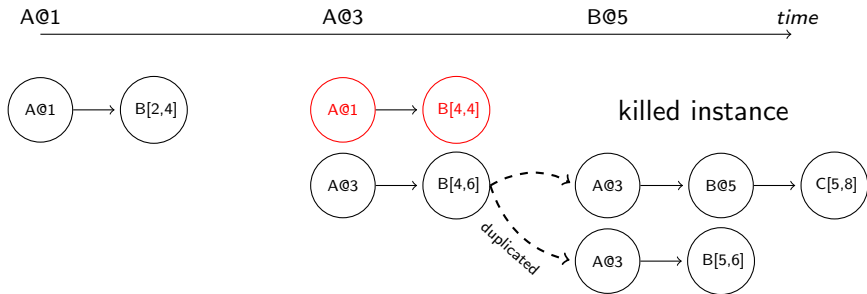 A@1 A@3 B@5 time
A@1 B[2,4] A@1 B[4,4] killed instance
A@3 B[4,6] A@3 B@5 C[5,8]
duplicated
A@3 B[5,6]